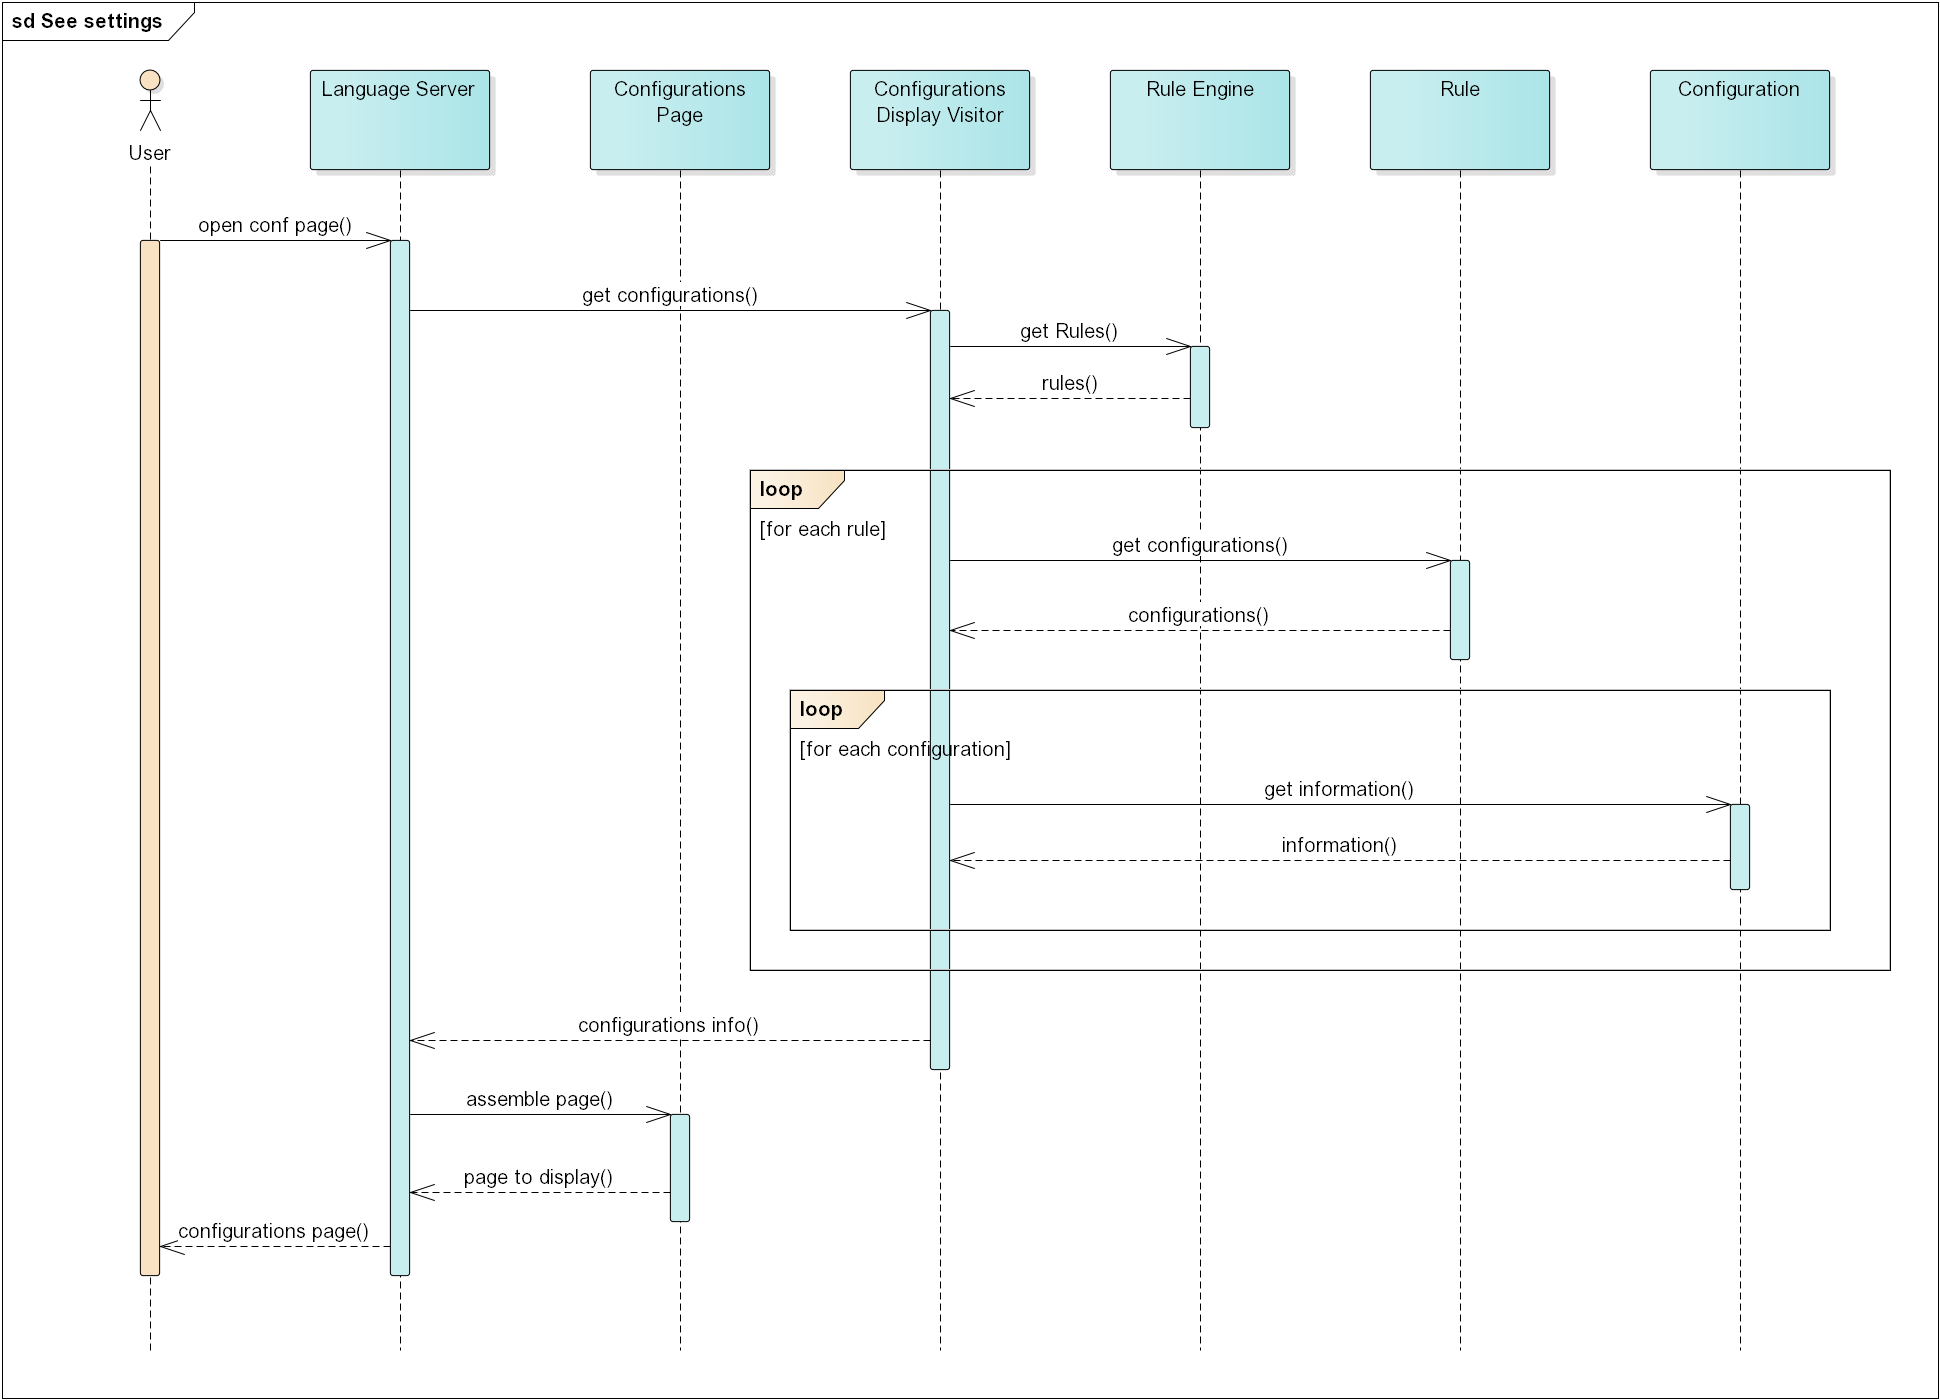 sd See settings
User
Language Server
Configurations
Page
Configurations
Display Visitor
Rule Engine
Rule
Configuration
open conf page()
get configurations()
get Rules()
rules()
loop
[for each rule]
get configurations()
configurations()
loop
[for each configuration]
get information()
information()
configurations info()
assemble page()
page to display()
configurations page()